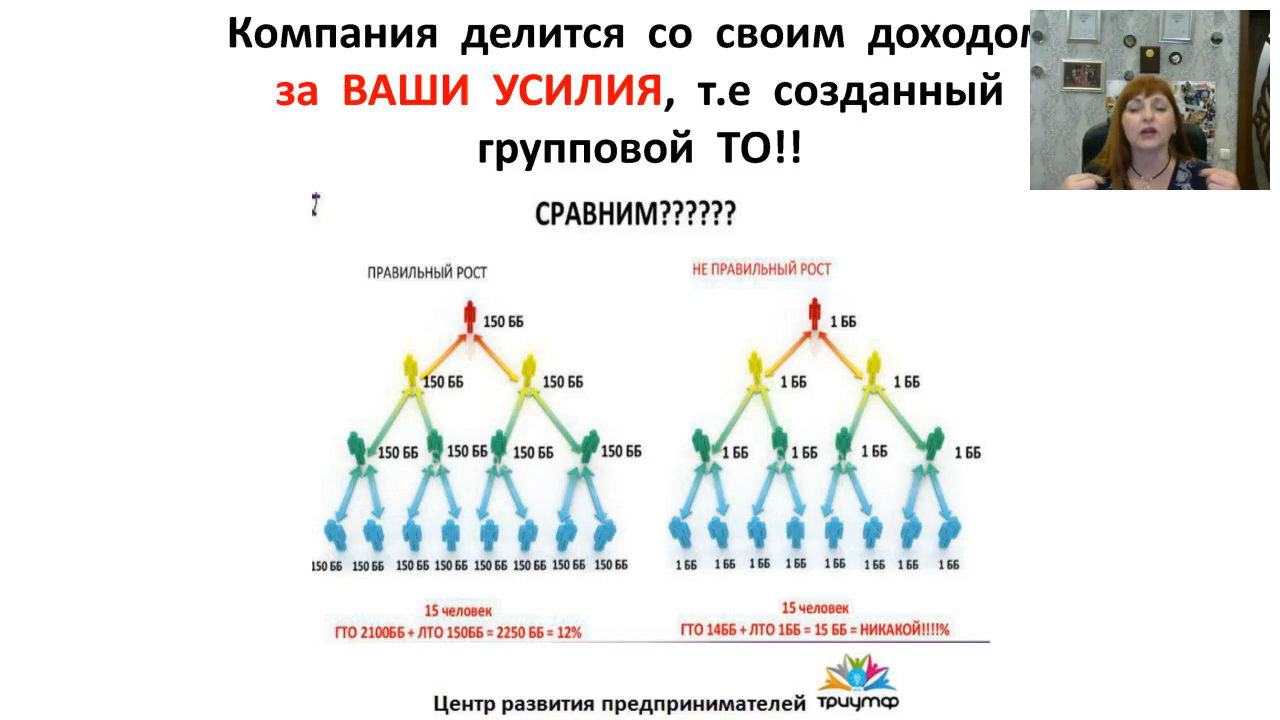 Компания делится со своим доходом
за ВАШИ УСИЛИЯ, т.е созданный
групповой ТО!!
СРАВНИМ??????
ПРАВИЛЬНЫЙ РОСТ
150 ББ
150 ББ 150 ББ
150 ББ 150 ББ 150 ББ 150 ББ
150 ББ 150 ББ 150 ББ 150 ББ 150 ББ 150 ББ 150 ББ 150 ББ
15 человек
ГТО 2100ББ + ЛТО 150ББ = 2250 ББ = 12%
НЕ ПРАВИЛЬНЫЙ РОСТ
1 ББ
1 ББ 1 ББ
1 ББ 1 ББ 1 ББ 1 ББ
1 ББ 1 ББ 1 ББ 1 ББ 1 ББ 1 ББ 1 ББ 1 ББ
15 человек
ГТО 14ББ + ЛТО 1ББ = 15 ББ = НИКАКОЙ!!!!%
Центр развития предпринимателей
триумф